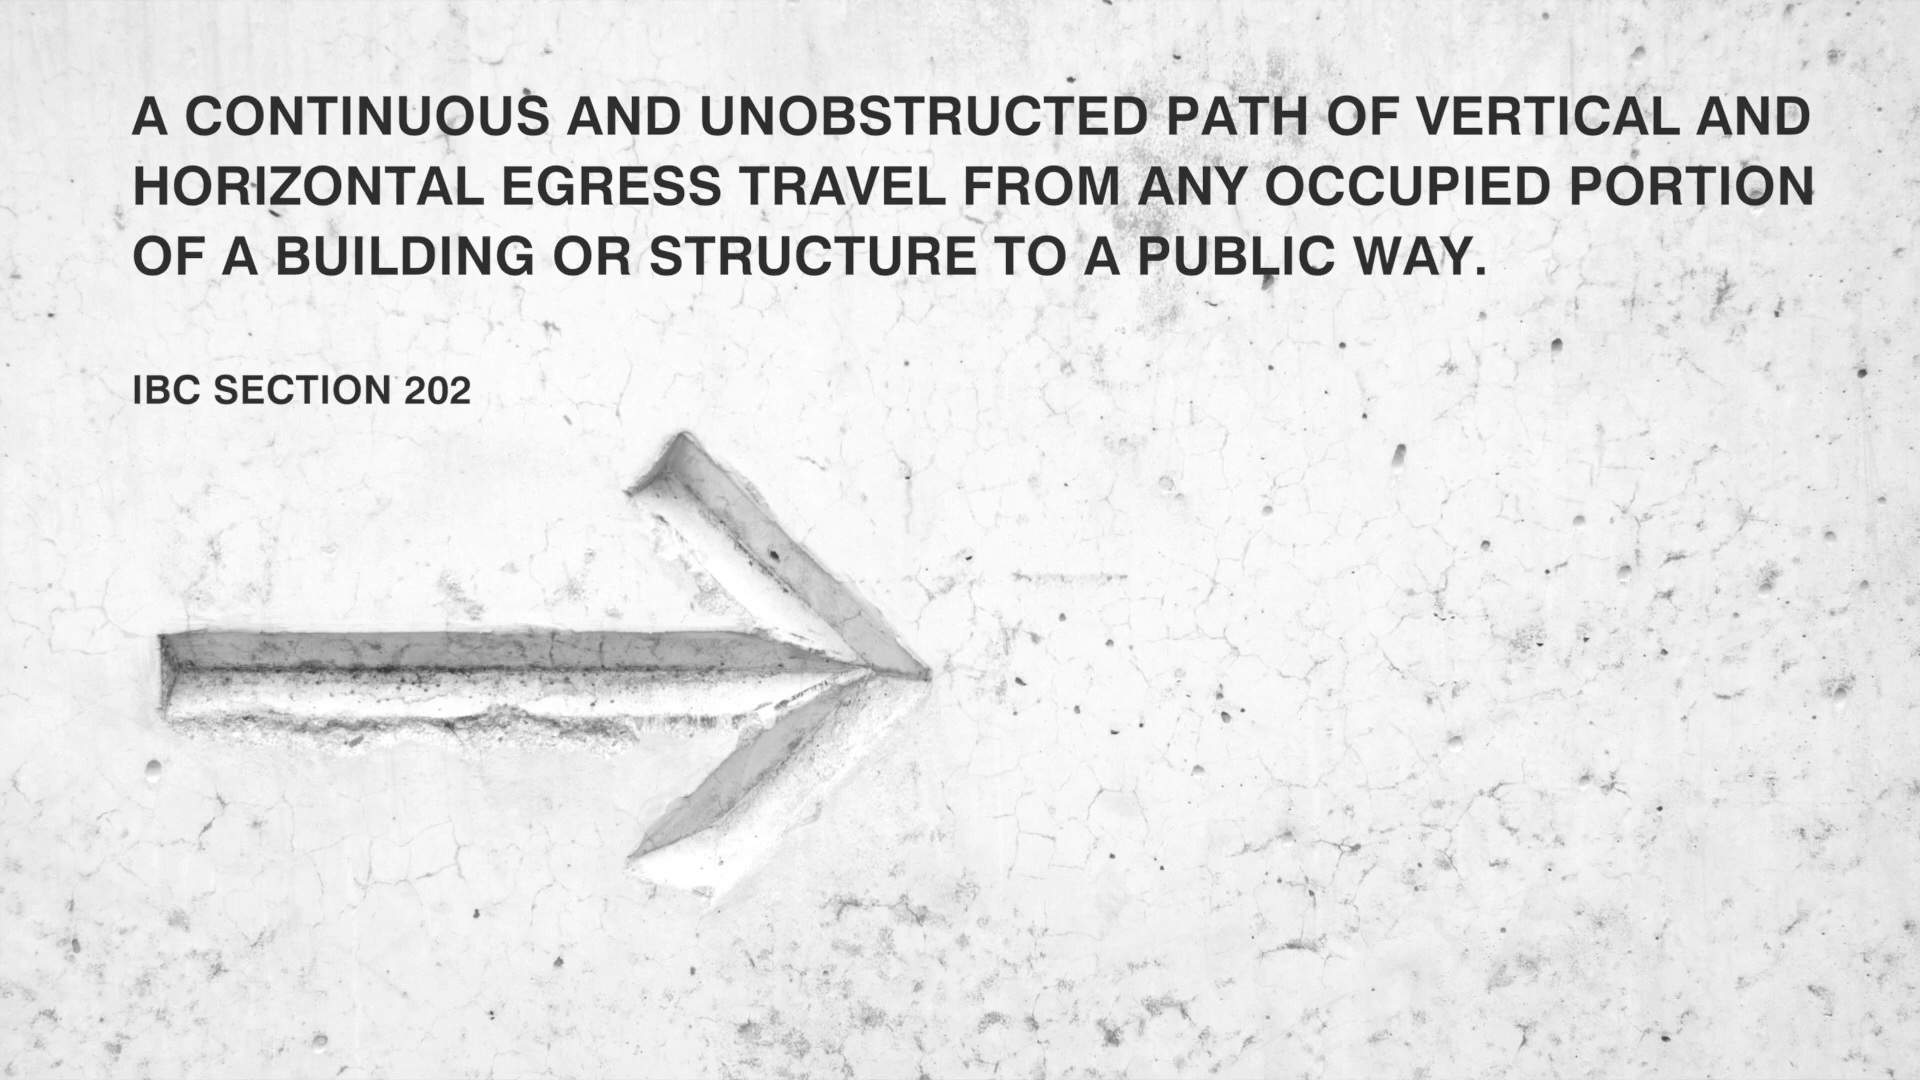 A CONTINUOUS AND UNOBSTRUCTED PATH OF VERTICAL AND
HORIZONTAL EGRESS TRAVEL FROM ANY OCCUPIED PORTION
OF A BUILDING OR STRUCTURE TO A PUBLIC WAY.
IBC SECTION 202